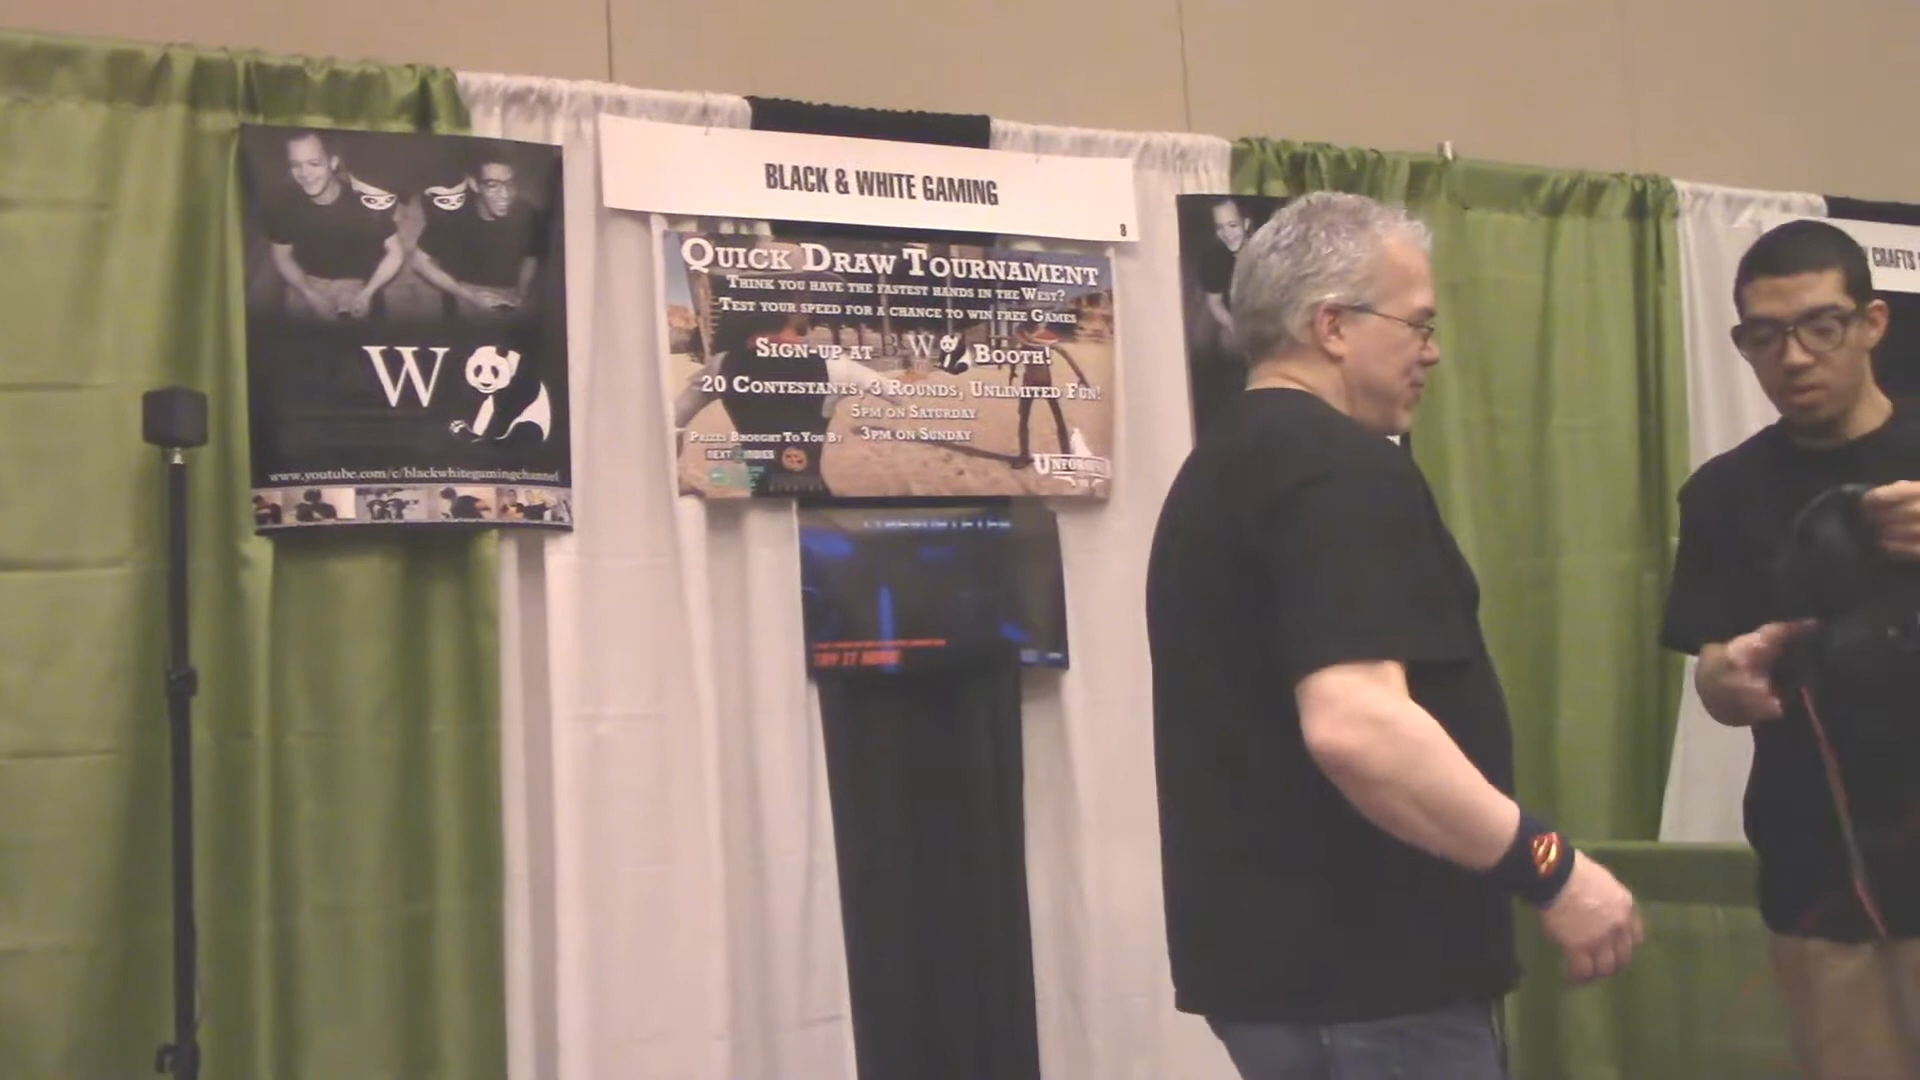 BLACK & WHITE GAMING
8
QUICK DRAW TOURNAMENT
THINK YOU HAVE THE FASTEST HANDS IN THE WEST?
TEST YOUR SPEED FOR A CHANCE TO WIN FREE GAMES
SIGN-UP AT B W BOOTH!
20 CONTESTANTS, 3 ROUNDS, UNLIMITED FUN!
5PM ON SATURDAY
3PM ON SUNDAY
PRIZES BROUGHT TO YOU BY
NEXT
W
www.youtube.com/c/blackwhitegamingchannel
TRY IT
CRAFTS